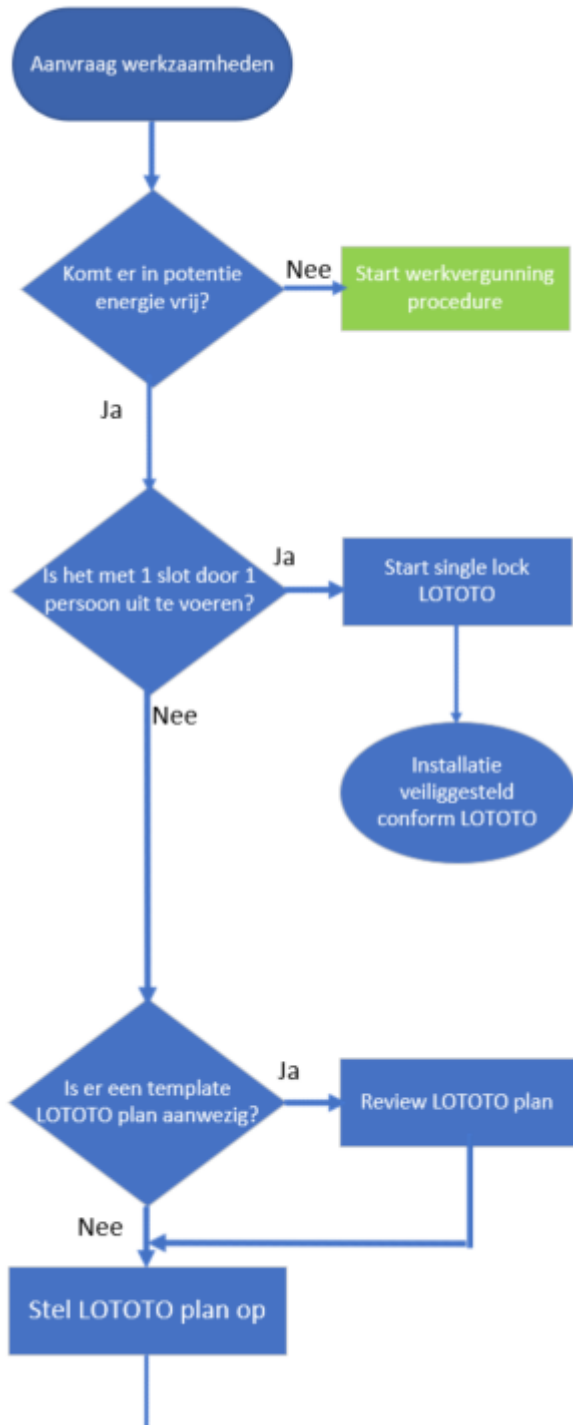 Aanvraag werkzaamheden
Komt er in potentie
energie vrij?
Nee
Start werkvergunning
procedure
Ja
Is het met 1 slot door 1
persoon uit te voeren?
Ja
Start single lock
LOTOTO
Nee
Installatie
veiliggesteld
conform LOTOTO
Is er een template
LOTOTO plan aanwezig?
Ja
Review LOTOTO plan
Nee
Stel LOTOTO plan op